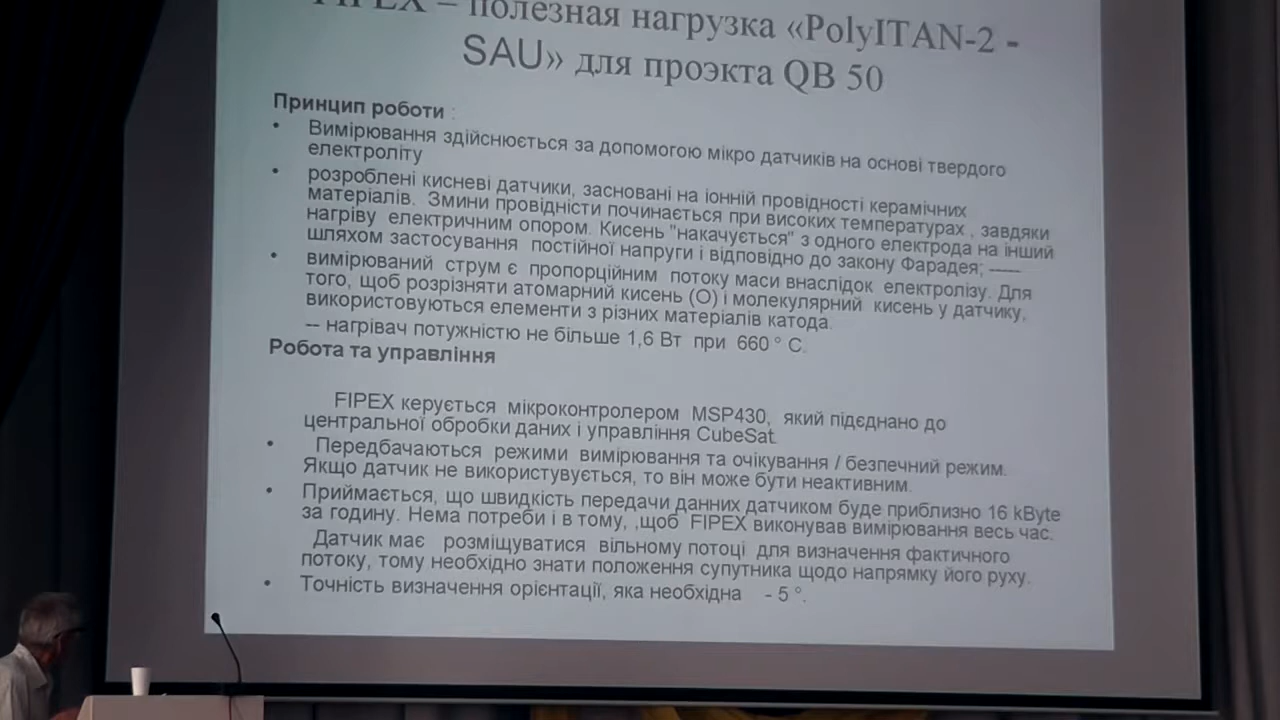 FIPEX – полезная нагрузка «PolyITAN-2 -
SAU» для проэкта QB 50
Принцип роботи :
• Вимірювання здійснюється за допомогою мікро датчиків на основі твердого
електроліту
• розроблені кисневі датчики, засновані на іонній провідності керамічних
матеріалів. Змини провідністи починається при високих температурах , завдяки
нагріву електричним опором. Кисень "накачується" з одного електрода на інший
шляхом застосування постійної напруги і відповідно до закону Фарадея; -----
• вимірюваний струм є пропорційним потоку маси внаслідок електролізу. Для
того, щоб розрізняти атомарний кисень (О) і молекулярний кисень у датчику,
використовуються елементи з різних матеріалів катода.
-- нагрівач потужністю не більше 1,6 Вт при 660 ° С.
Робота та управління
FIPEX керується мікроконтролером MSP430, який підєднано до
центральної обробки даних і управління CubeSat.
• Передбачаються режими вимірювання та очікування / безпечний режим.
Якщо датчик не використувується, то він може бути неактивним.
• Приймається, що швидкість передачи данних датчиком буде приблизно 16 kByte
за годину. Нема потреби і в тому, ,щоб FIPEX виконував вимірювання весь час.
Датчик має розміщуватися вільному потоці для визначення фактичного
потоку, тому необхідно знати положення супутника щодо напрямку його руху.
• Точність визначення орієнтації, яка необхідна - 5 °.